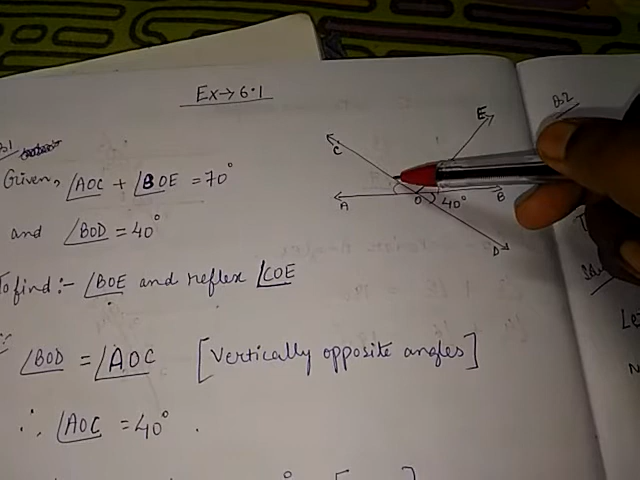 Ex→6.1
Given, ∠AOC + ∠BOE = 70°
and ∠BOD = 40°
To find :- ∠BOE and reflex ∠COE
∠BOD = ∠AOC [Vertically opposite angles]
∴ ∠AOC = 40°.
C
E
A
O
40°
B
D
Q2